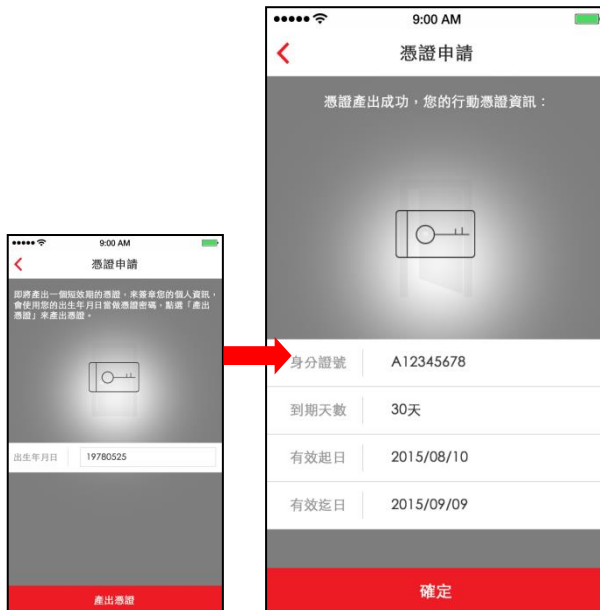 9:00 AM
憑證申請
即將產出一個短效期的憑證,來簽章您的個人資訊,
會使用您的出生年月日當做憑證密碼。點選「產出
憑證」來產出憑證。
出生年月日 19780525
產出憑證
9:00 AM
憑證申請
憑證產出成功,您的行動憑證資訊:
身分證號 A12345678
到期天數 30天
有效起日 2015/08/10
有效迄日 2015/09/09
確定